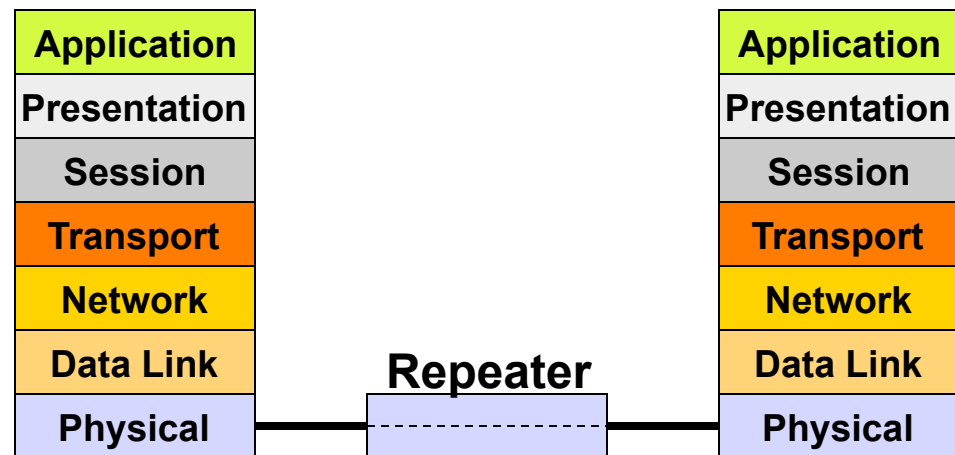 Application
Presentation
Session
Transport
Network
Data Link
Physical
Repeater
Application
Presentation
Session
Transport
Network
Data Link
Physical